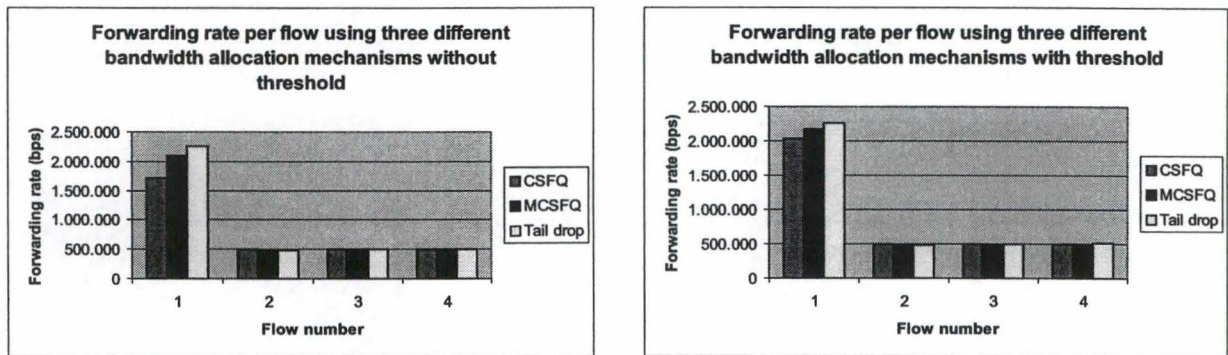 Forwarding rate per flow using three different
bandwidth allocation mechanisms without
threshold
Forwarding rate (bps)
2.500.000
2.000.000
1.500.000
1.000.000
500.000
0
1
2
3
4
Flow number
CSFQ
MCSFQ
Tail drop
Forwarding rate per flow using three different
bandwidth allocation mechanisms with threshold
Forwarding rate (bps)
2.500.000
2.000.000
1.500.000
1.000.000
500.000
0
1
2
3
4
Flow number
CSFQ
MCSFQ
Tail drop